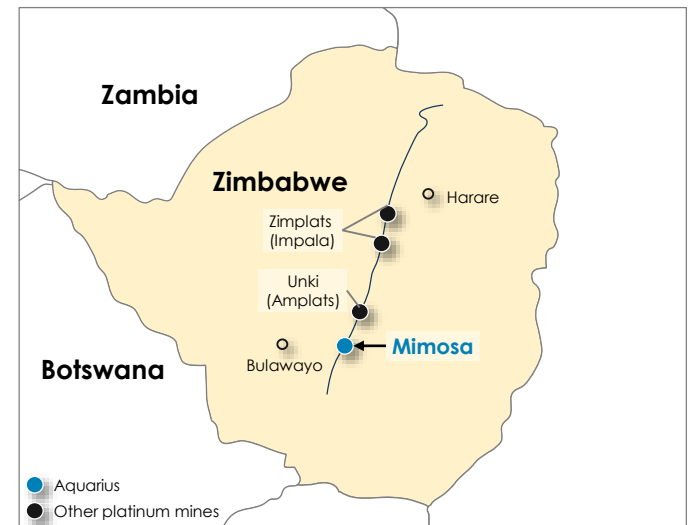 Zambia
Zimbabwe
Harare
Zimplats
(Impala)
Unki
(Amplats)
Mimosa
Bulawayo
Botswana
Aquarius
Other platinum mines